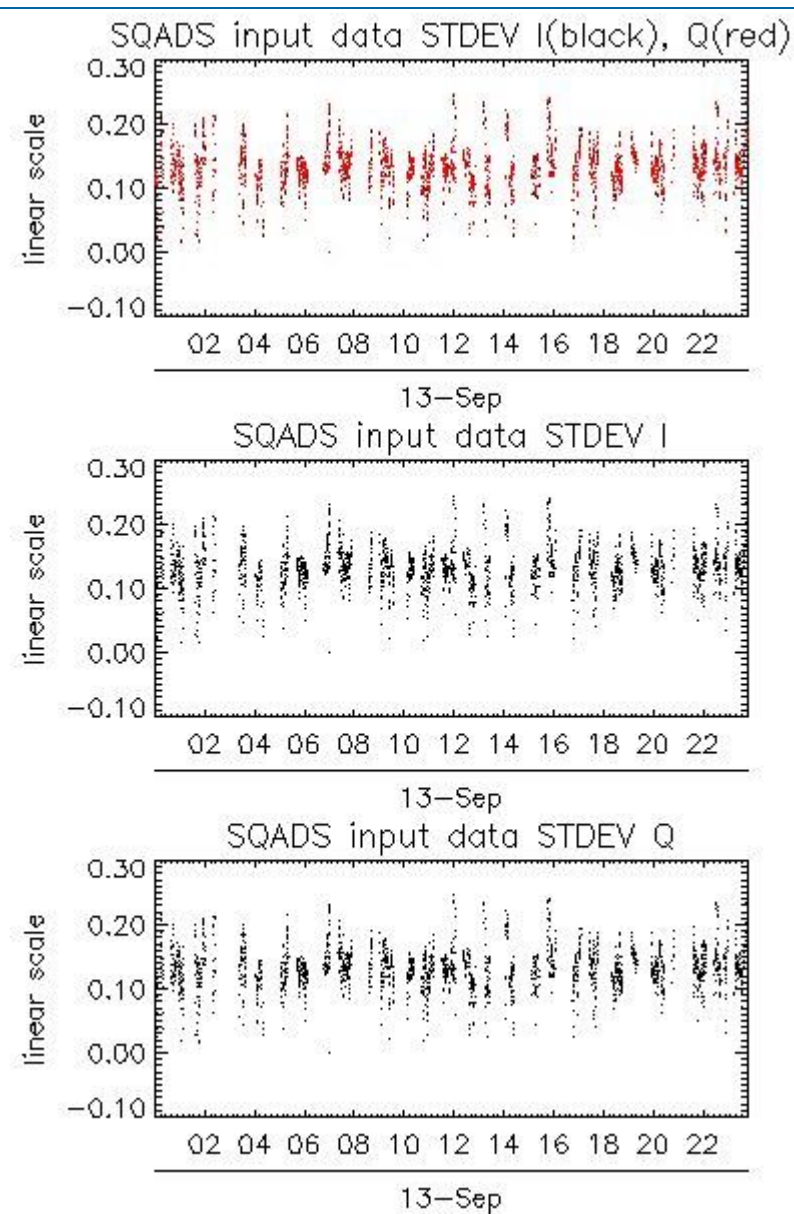 SQADS input data STDEV I(black), Q(red)
0.30
0.20
0.10
0.00
-0.10
linear scale
02 04 06 08 10 12 14 16 18 20 22
13-Sep
SQADS input data STDEV I
0.30
0.20
0.10
0.00
-0.10
linear scale
02 04 06 08 10 12 14 16 18 20 22
13-Sep
SQADS input data STDEV Q
0.30
0.20
0.10
0.00
-0.10
linear scale
02 04 06 08 10 12 14 16 18 20 22
13-Sep